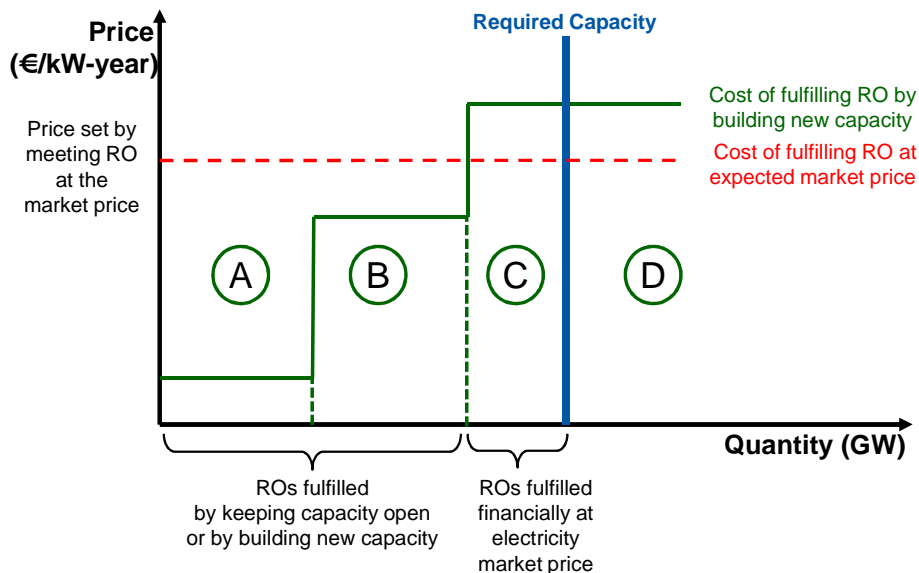 Price
(€/kW-year)
Required Capacity
Price set by
meeting RO
at the
market price
Cost of fulfilling RO by
building new capacity
Cost of fulfilling RO at
expected market price
A
B
C
D
Quantity (GW)
ROs fulfilled
by keeping capacity open
or by building new capacity
ROs fulfilled
financially at
electricity
market price